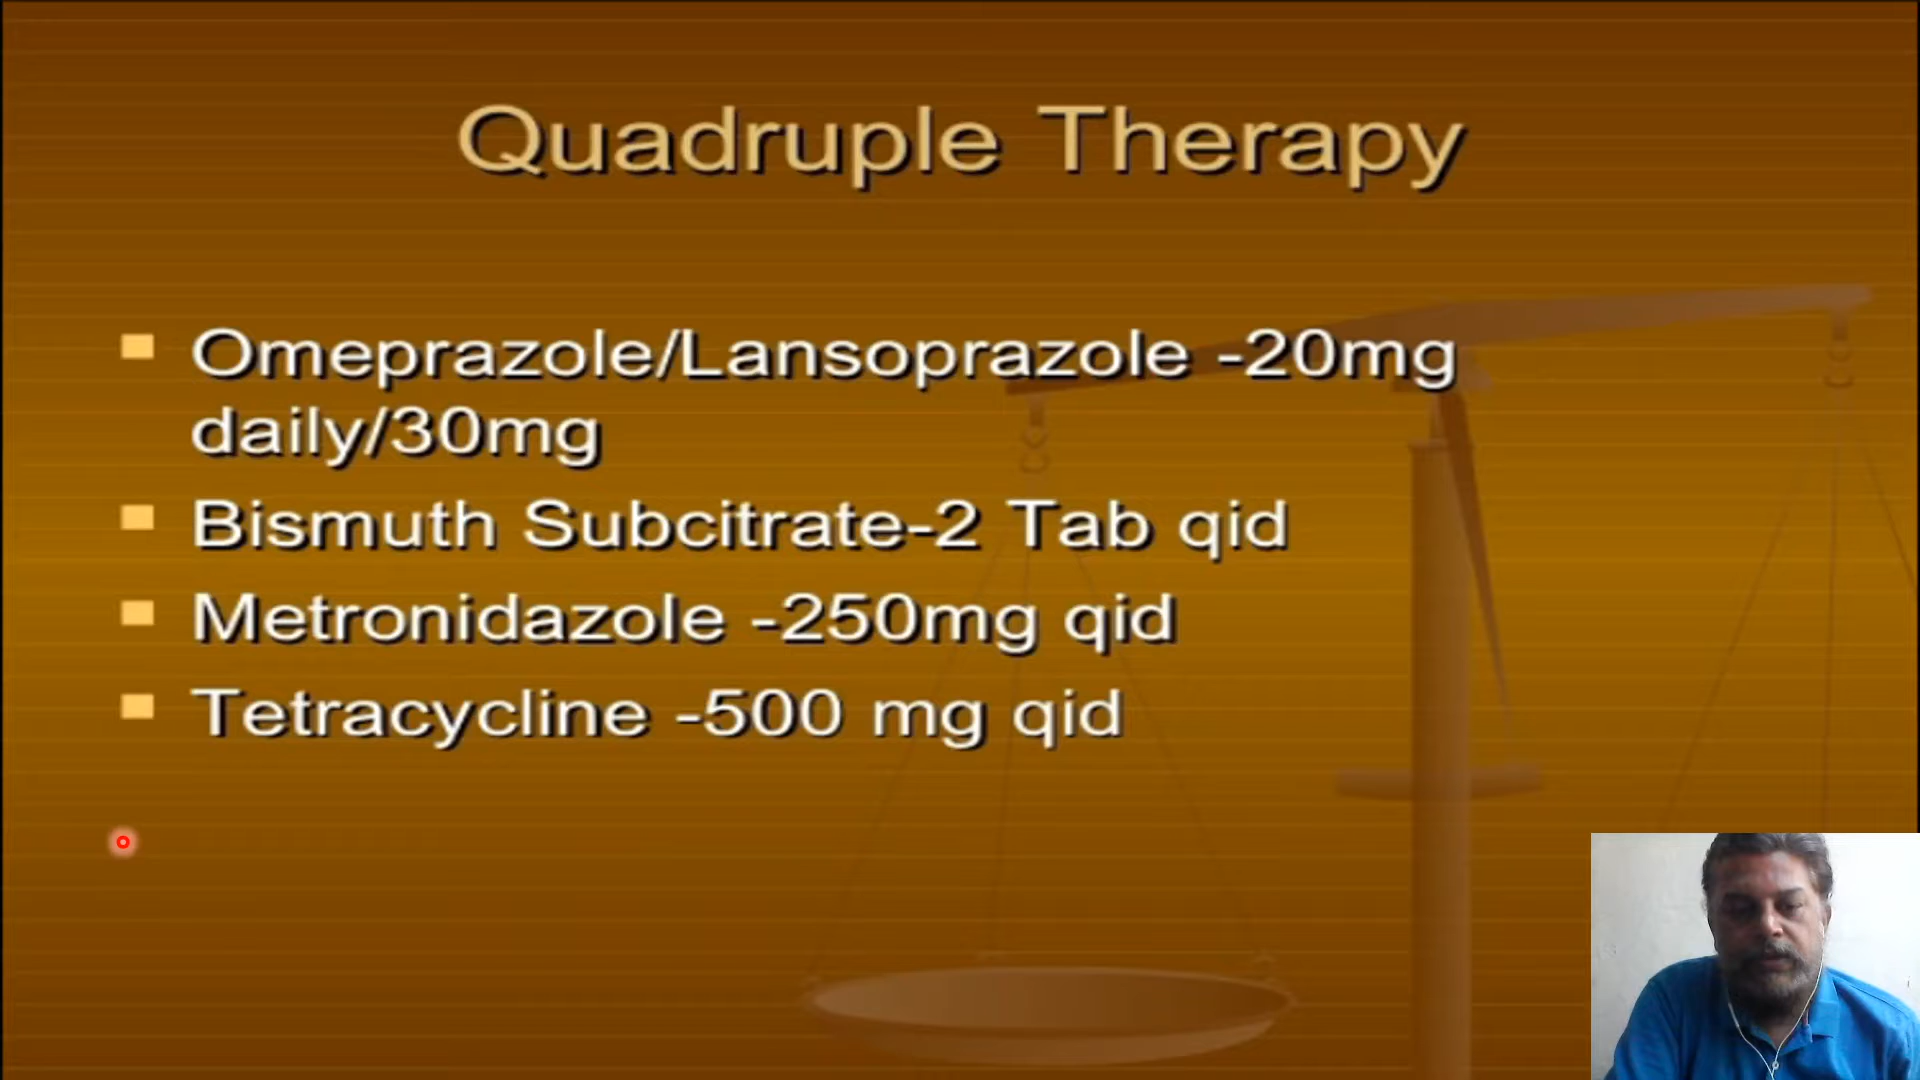 Quadruple Therapy
Omeprazole/Lansoprazole -20mg
daily/30mg
Bismuth Subcitrate-2 Tab qid
Metronidazole -250mg qid
Tetracycline -500 mg qid